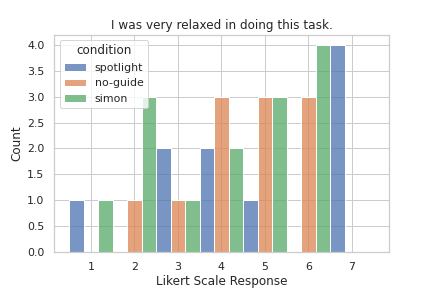 I was very relaxed in doing this task.
4.0
3.5
3.0
2.5
2.0
1.5
1.0
0.5
0.0
Count
condition
spotlight
no-guide
simon
1 2 3 4 5 6 7
Likert Scale Response